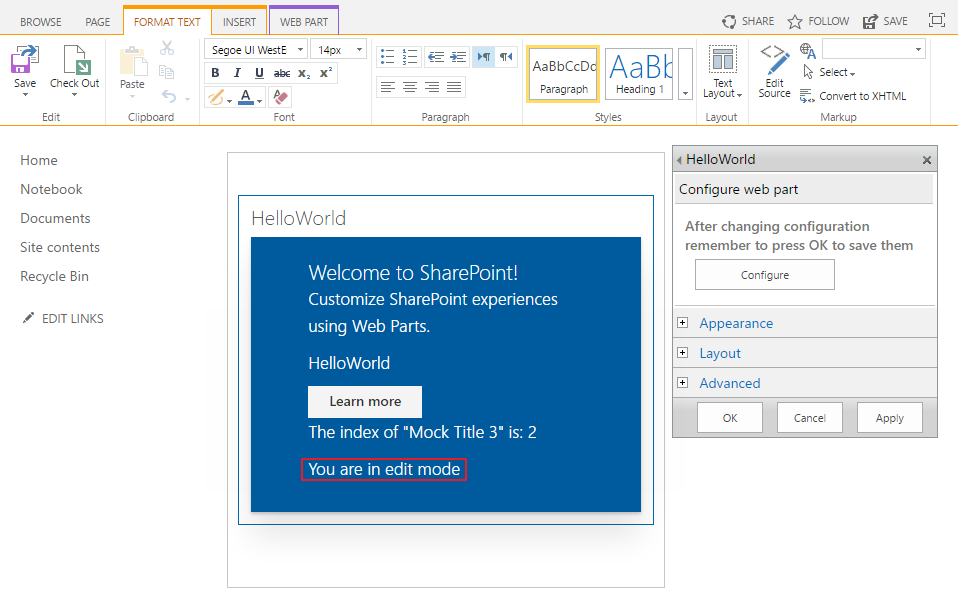 BROWSE PAGE FORMAT TEXT INSERT WEB PART SHARE FOLLOW SAVE
Save Check Out Paste
Edit
Clipboard
Segoe UI WestE 14px
B I U abc x₂ x²
A
Font
Paragraph
AaBbCcDd
Paragraph
AaBb
Heading 1
Styles
Text
Layout
Layout
Edit
Source
Select
Convert to XHTML
Markup
Home
Notebook
Documents
Site contents
Recycle Bin
EDIT LINKS
HelloWorld
Welcome to SharePoint!
Customize SharePoint experiences
using Web Parts.
HelloWorld
Learn more
The index of "Mock Title 3" is: 2
You are in edit mode
HelloWorld
Configure web part
After changing configuration
remember to press OK to save them
Configure
Appearance
Layout
Advanced
OK Cancel Apply